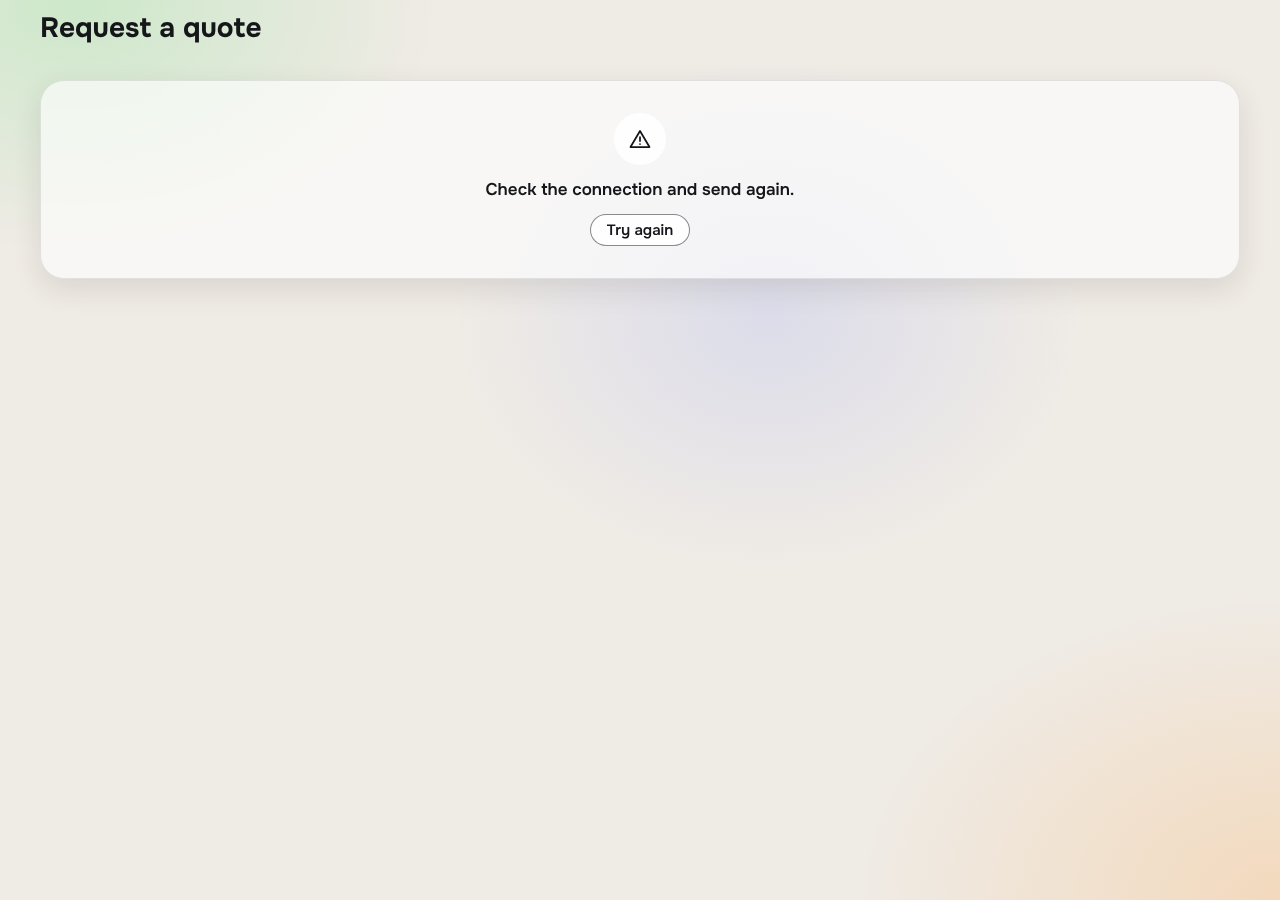 Request a quote
Check the connection and send again.
Try again